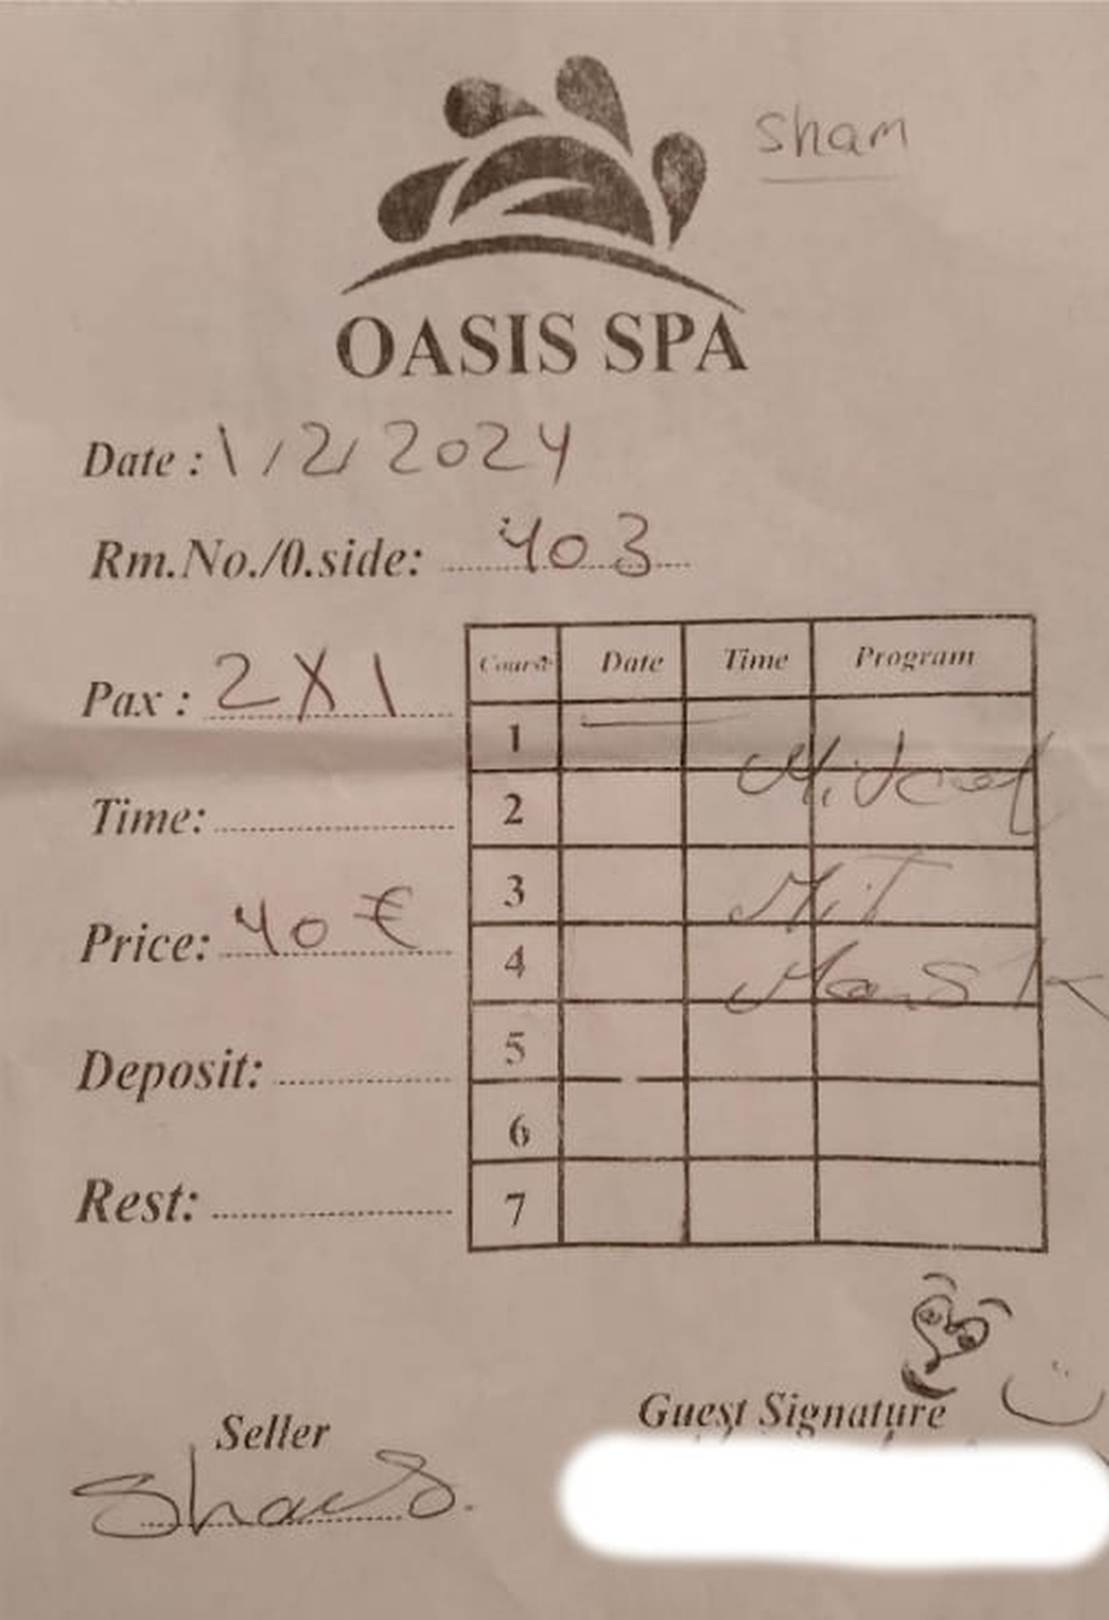 sham
OASIS SPA
Date : 1/2/2024
Rm.No./0.side: 403
Pax : 2X1
Time:
Price: 40 €
Deposit:
Rest:
Course Date Time Program
1
2
3
4
5
6
7
Seller
Guest Signature